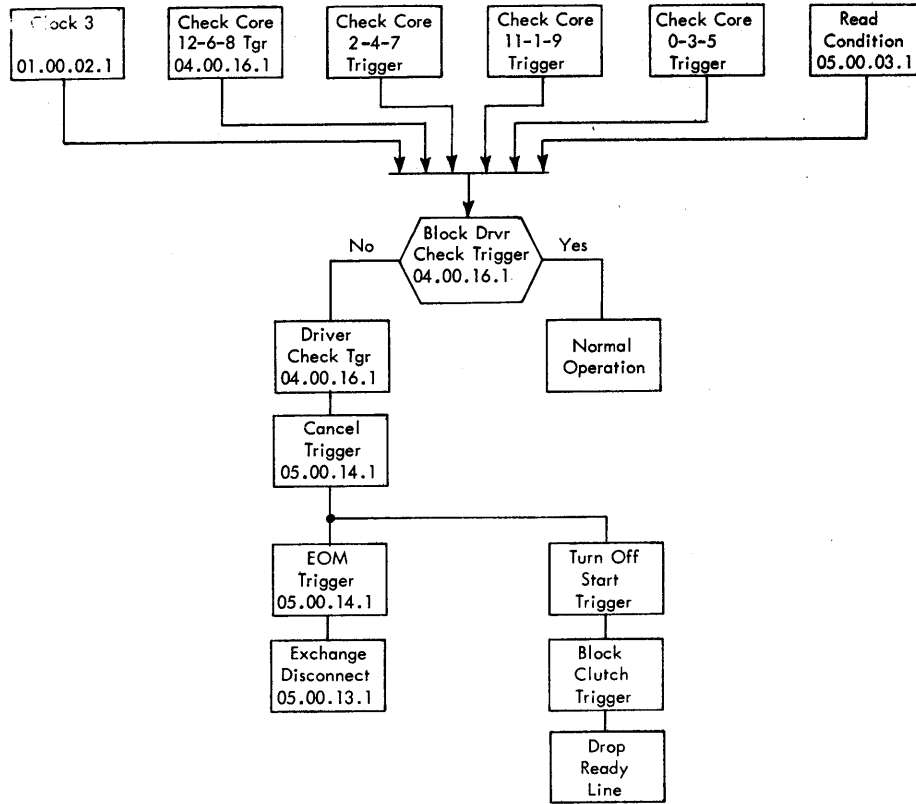 Clock 3
01.00.02.1
Check Core
12-6-8 Tgr
04.00.16.1
Check Core
2-4-7
Trigger
Check Core
11-1-9
Trigger
Check Core
0-3-5
Trigger
Read
Condition
05.00.03.1
No
Block Drvr
Check Trigger
04.00.16.1
Yes
Driver
Check Tgr
04.00.16.1
Normal
Operation
Cancel
Trigger
05.00.14.1
EOM
Trigger
05.00.14.1
Turn Off
Start
Trigger
Exchange
Disconnect
05.00.13.1
Block
Clutch
Trigger
Drop
Ready
Line